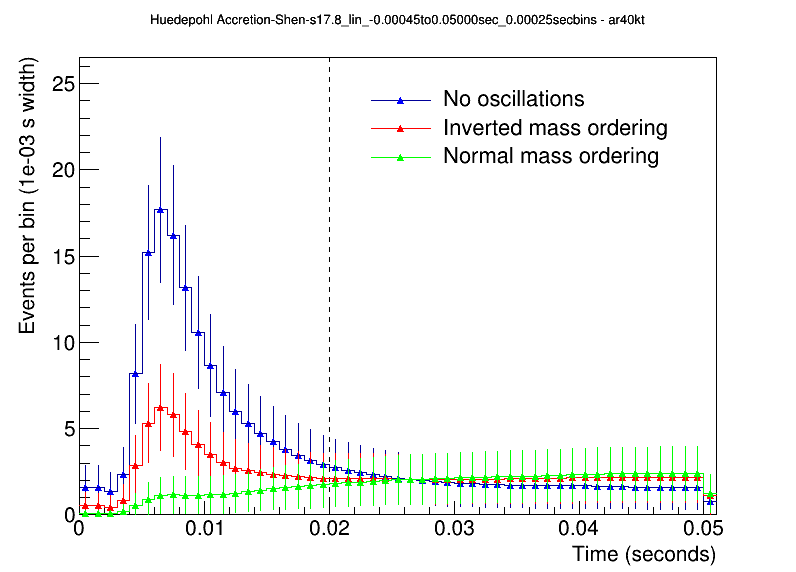 Huedepohl Accretion-Shen-s17.8_lin_-0.00045to0.05000sec_0.00025secbins - ar40kt
Events per bin (1e-03 s width)
25
20
15
10
5
0
No oscillations
Inverted mass ordering
Normal mass ordering
0 0.01 0.02 0.03 0.04 0.05
Time (seconds)